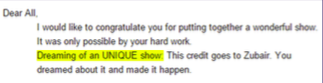 Dear All,
I would like to congratulate you for putting together a wonderful show.
It was only possible by your hard work.
Dreaming of an UNIQUE show: This credit goes to Zubair. You
dreamed about it and made it happen.